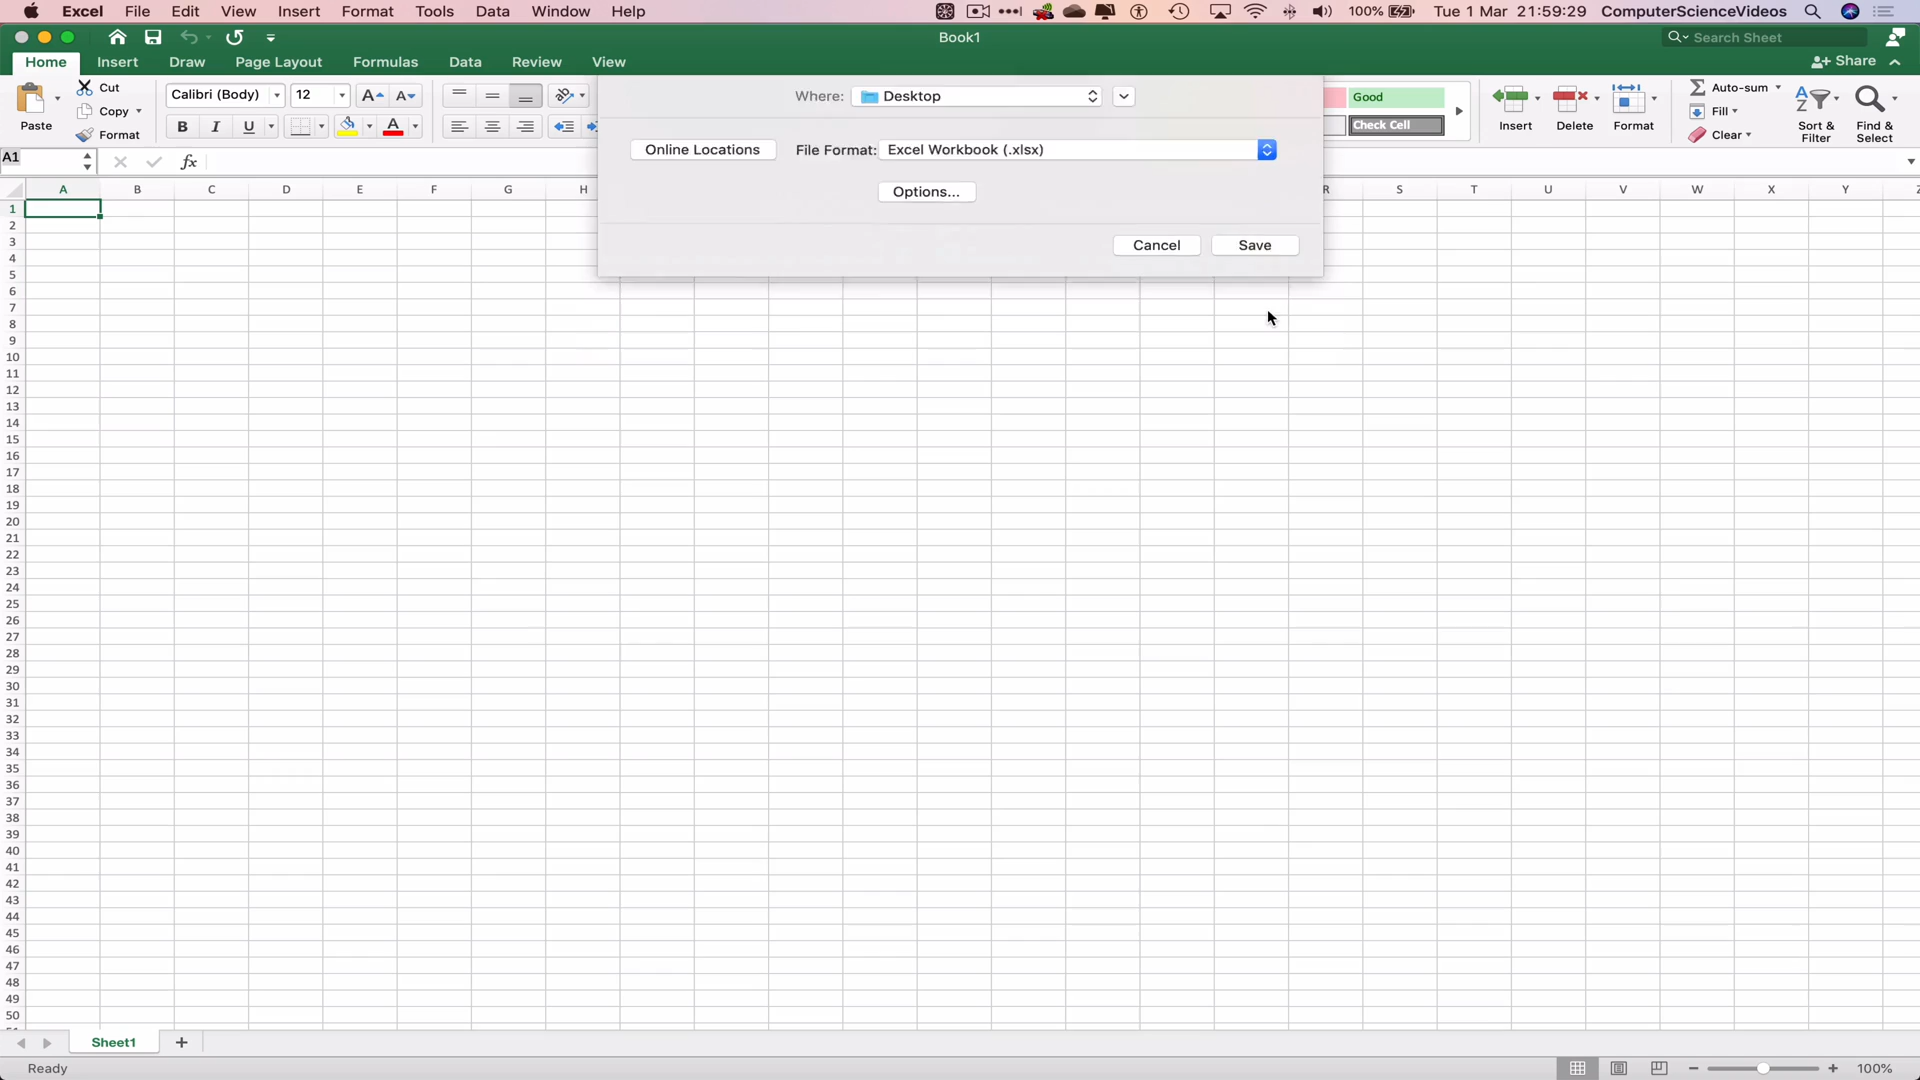 Excel File Edit View Insert Format Tools Data Window Help 100% Tue 1 Mar 21:59:29 ComputerScienceVideos
Book1
Search Sheet
Home Insert Draw Page Layout Formulas Data Review View
Share
Paste
Cut
Copy
Format
Calibri (Body) 12
B I U
Where: Desktop
Online Locations File Format: Excel Workbook (.xlsx)
Options...
Cancel Save
Good
Check Cell
Insert
Delete
Format
Auto-sum
Fill
Clear
Sort & Filter
Find & Select
A1 fx
A B C D E F G H R S T U V W X Y Z
1
2
3
4
5
6
7
8
9
10
11
12
13
14
15
16
17
18
19
20
21
22
23
24
25
26
27
28
29
30
31
32
33
34
35
36
37
38
39
40
41
42
43
44
45
46
47
48
49
50
Sheet1 +
Ready
100%